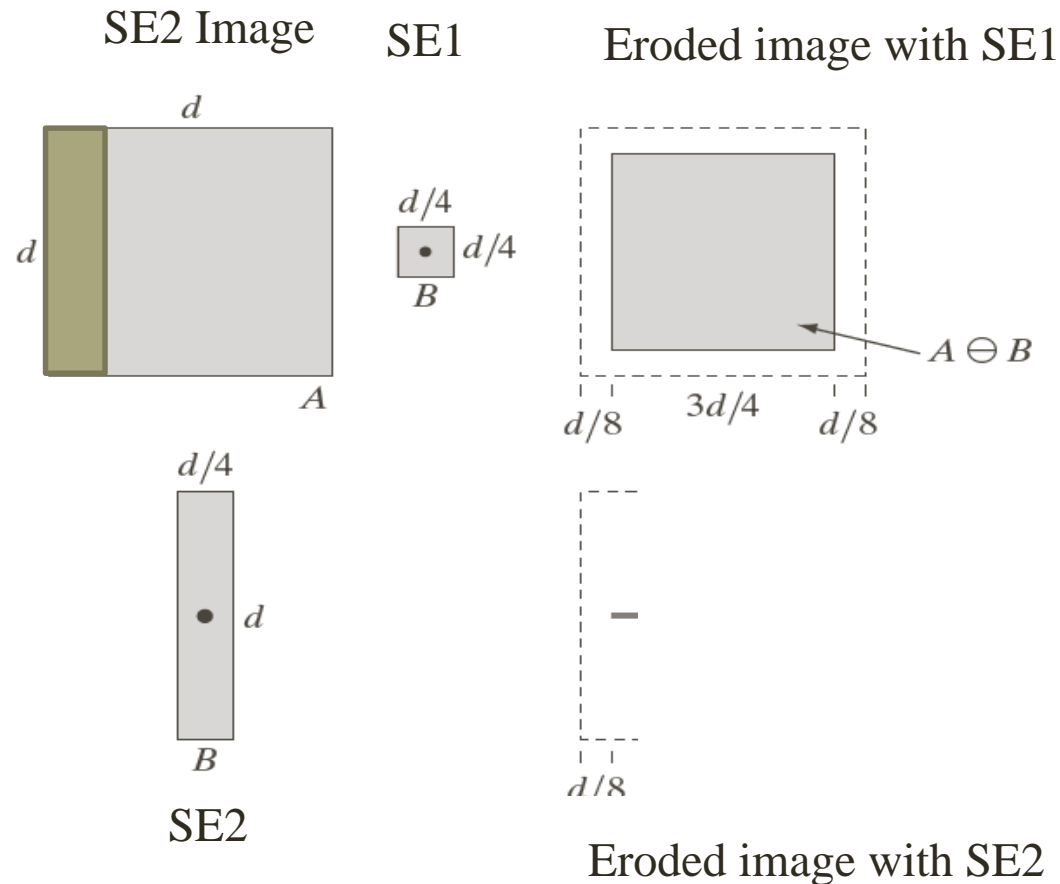 SE2 Image
SE1
Eroded image with SE1
d
d
A
d/4
d/4
B
A ⊖ B
d/8
3d/4
d/8
d/4
d
B
SE2
d/8
Eroded image with SE2